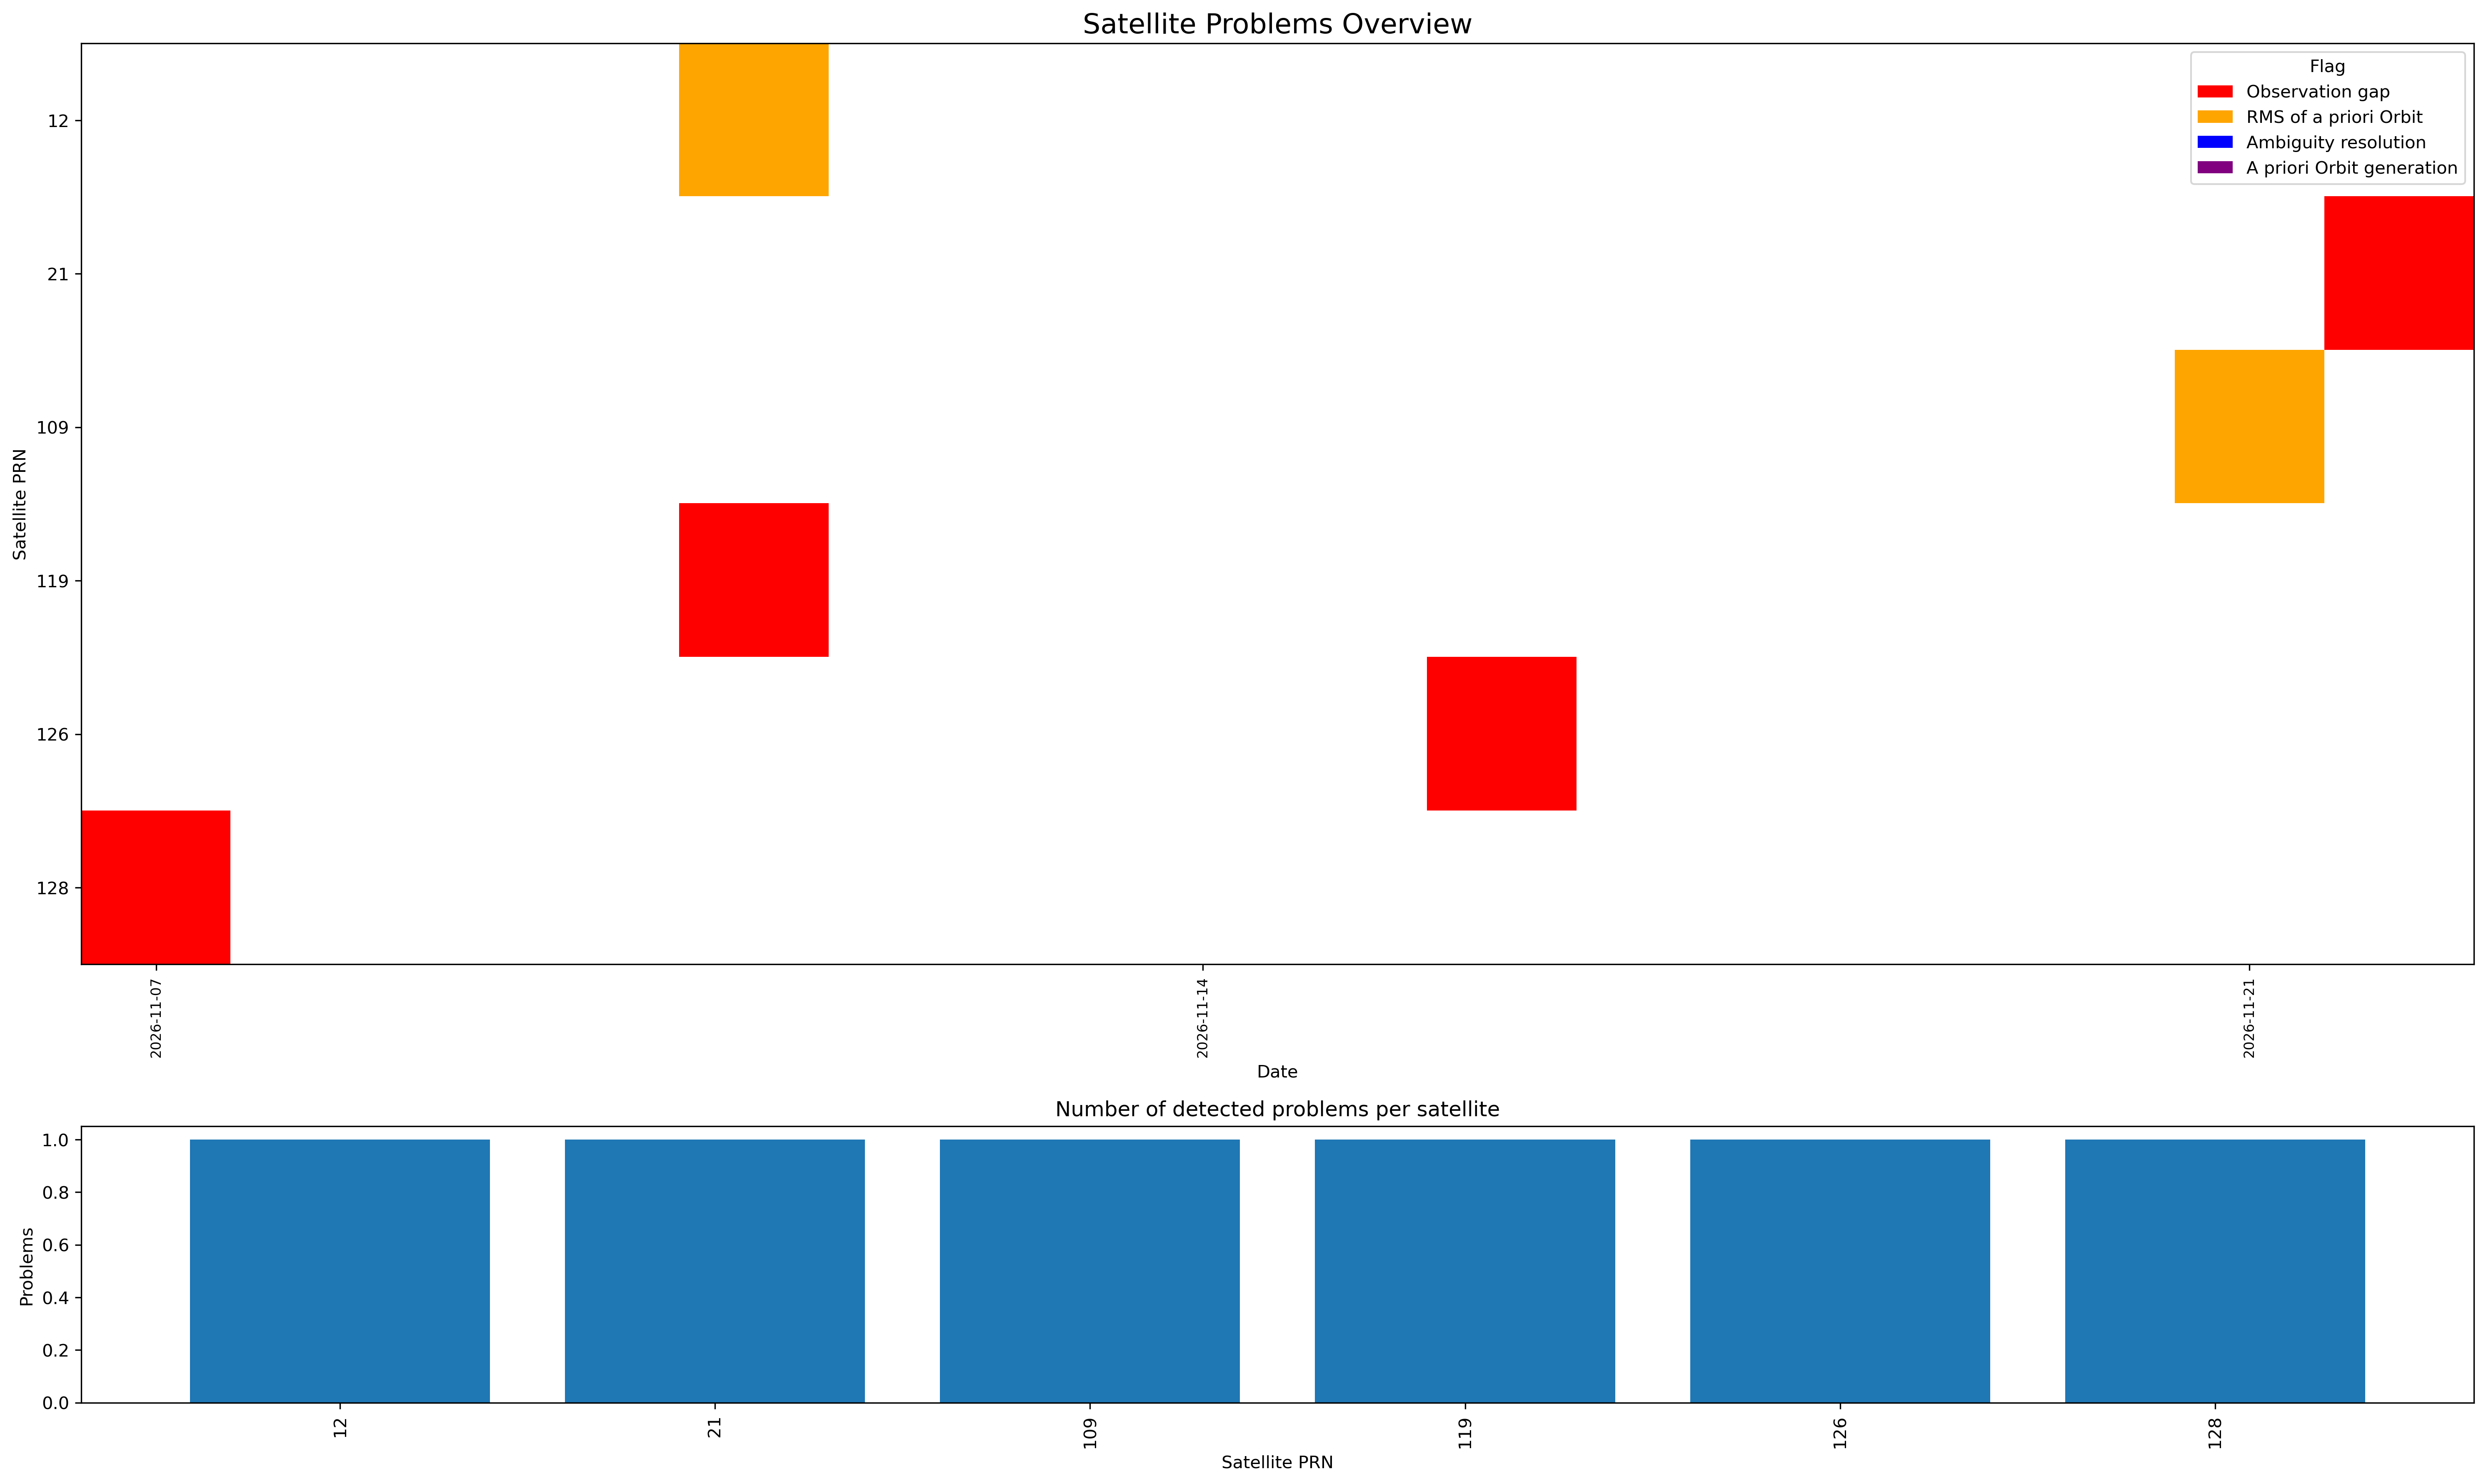 Satellite Problems Overview
Flag
Observation gap
RMS of a priori Orbit
Ambiguity resolution
A priori Orbit generation
Satellite PRN
12
21
109
119
126
128
2026-11-07
2026-11-14
2026-11-21
Date
Number of detected problems per satellite
Problems
1.0
0.8
0.6
0.4
0.2
0.0
12
21
109
119
126
128
Satellite PRN